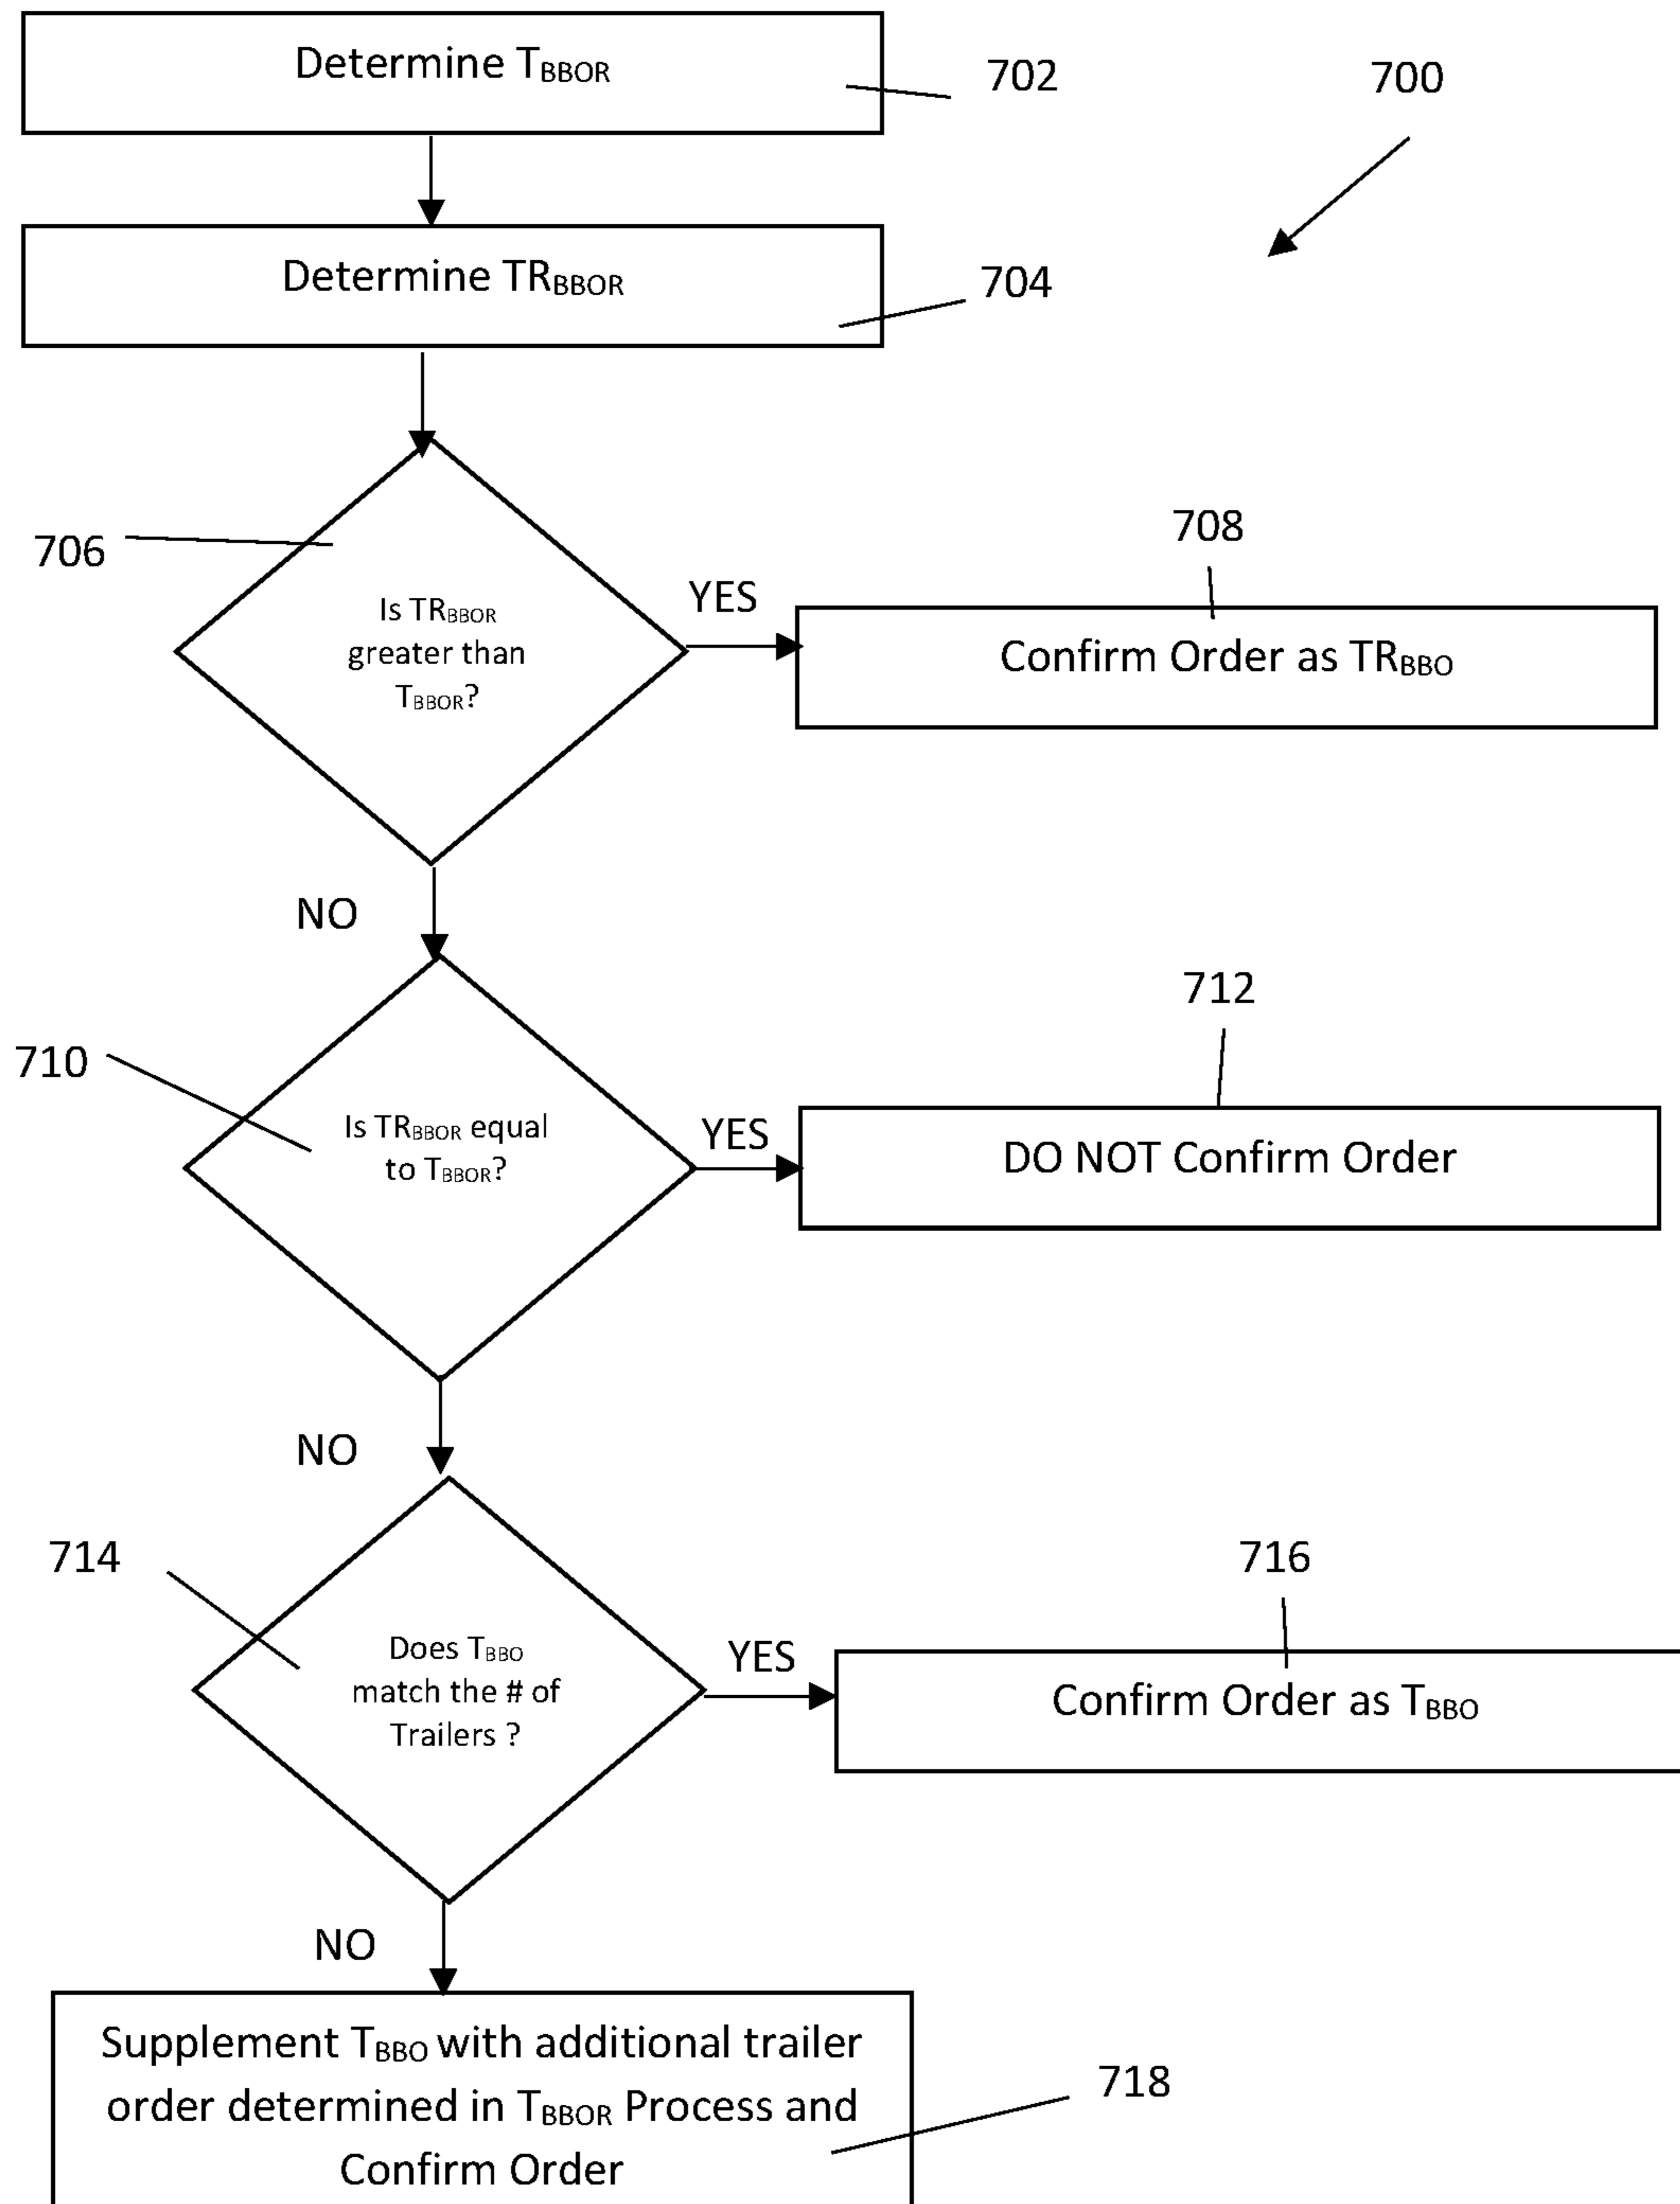 Determine TBBOR
702
700
Determine TRBBOR
704
706
Is TRBBOR
greater than
TBBOR?
YES
708
Confirm Order as TRBBO
NO
710
Is TRBBOR equal
to TBBOR?
YES
712
DO NOT Confirm Order
NO
714
Does TBBO
match the # of
Trailers ?
YES
716
Confirm Order as TBBO
NO
Supplement TBBO with additional trailer
order determined in TBBOR Process and
Confirm Order
718